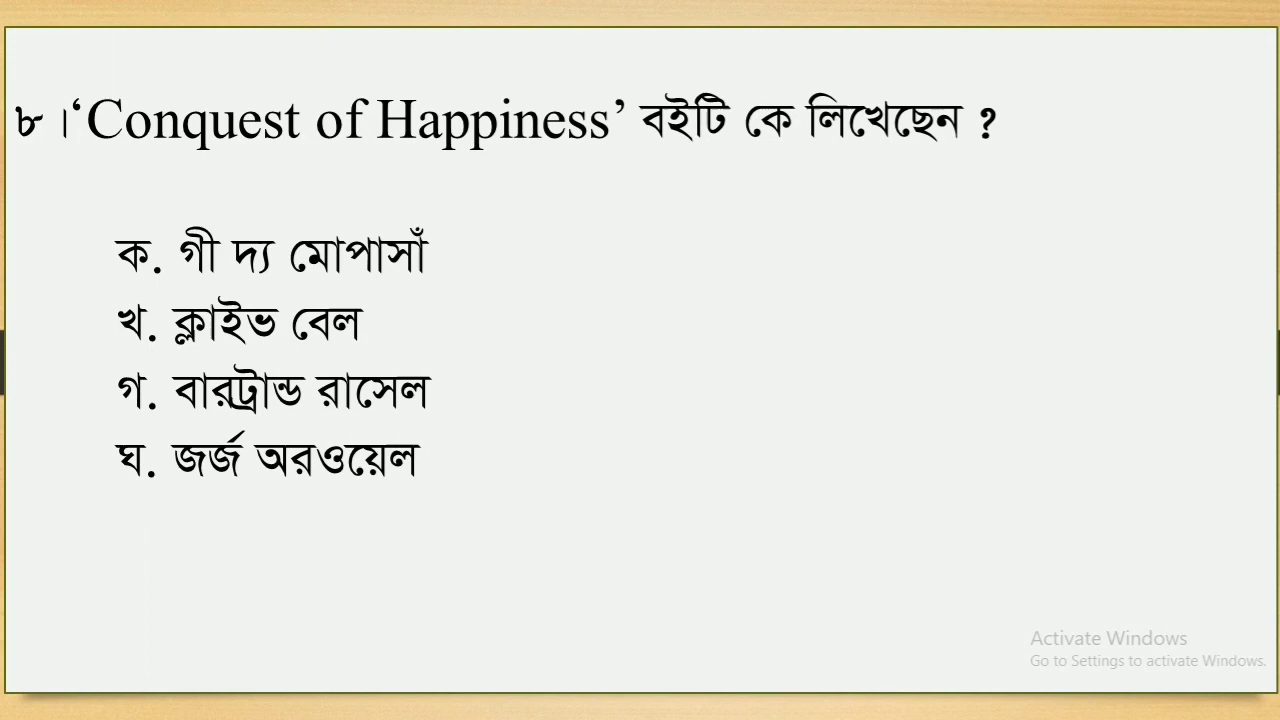 ৮।‘Conquest of Happiness’ বইটি কে লিখেছেন ?
ক. গী দ্য মোপাসাঁ
খ. ক্লাইভ বেল
গ. বারট্রান্ড রাসেল
ঘ. জর্জ অরওয়েল
Activate Windows
Go to Settings to activate Windows.